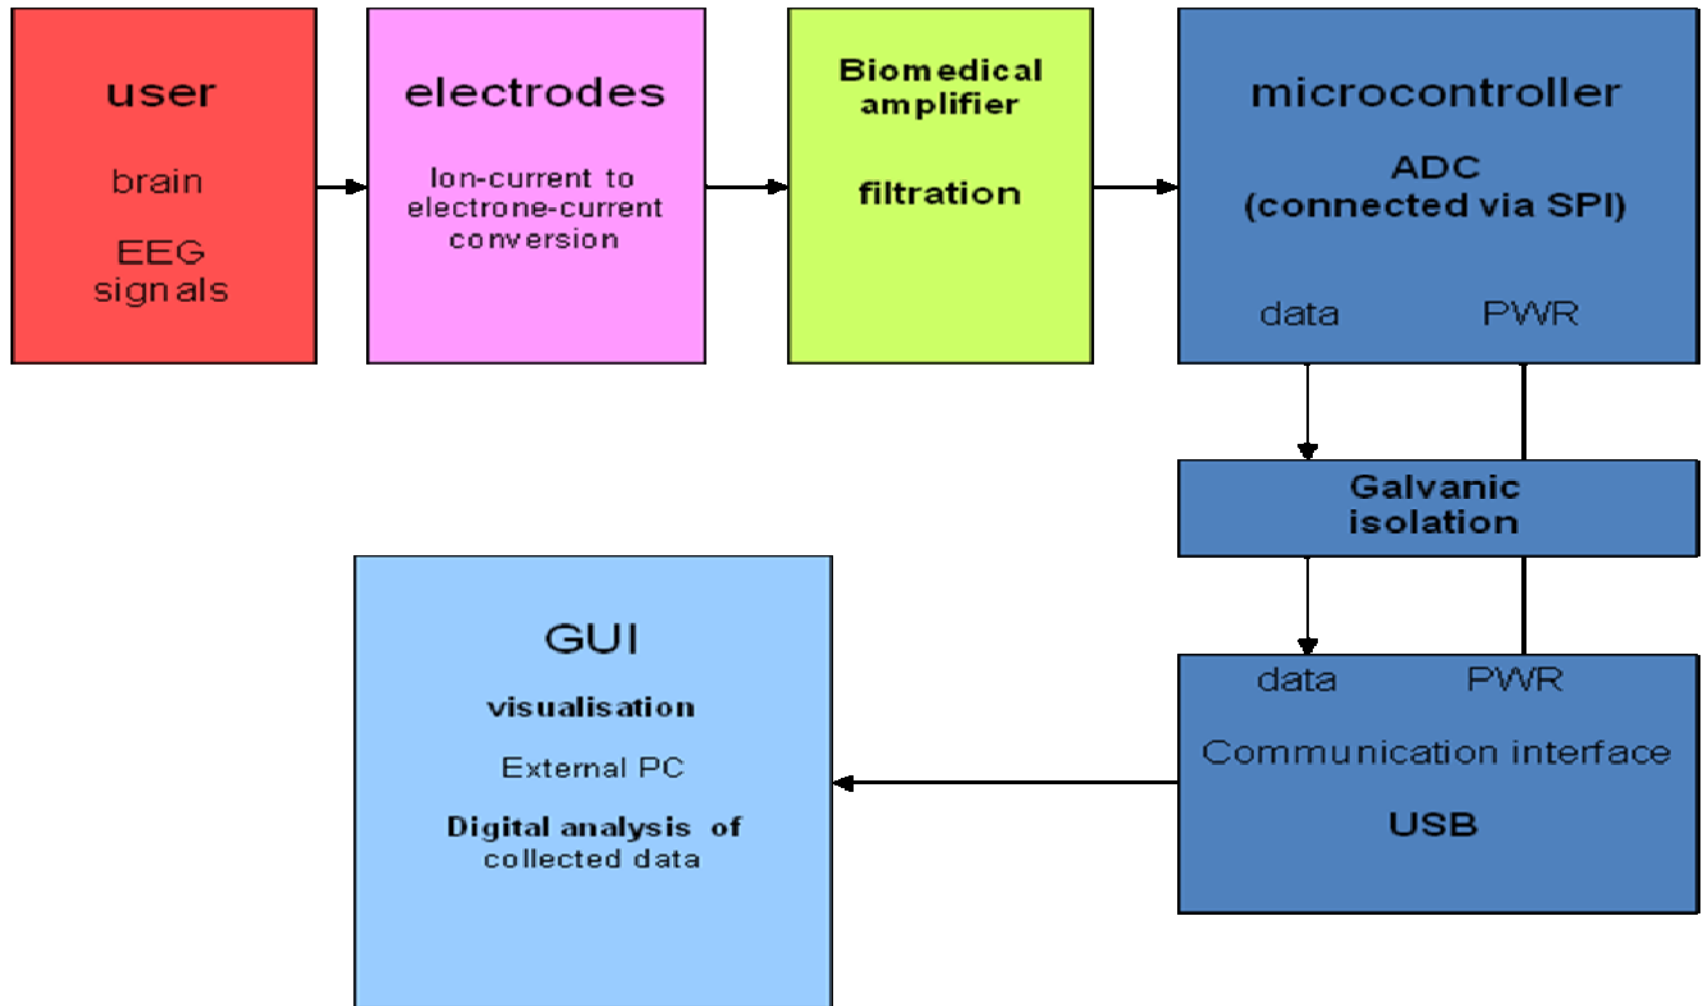 user
brain
EEG
signals
electrodes
Ion-current to
electrone-current
conversion
Biomedical
amplifier
filtration
microcontroller
ADC
(connected via SPI)
data PWR
Galvanic
isolation
data PWR
Communication interface
USB
GUI
visualisation
External PC
Digital analysis of
collected data